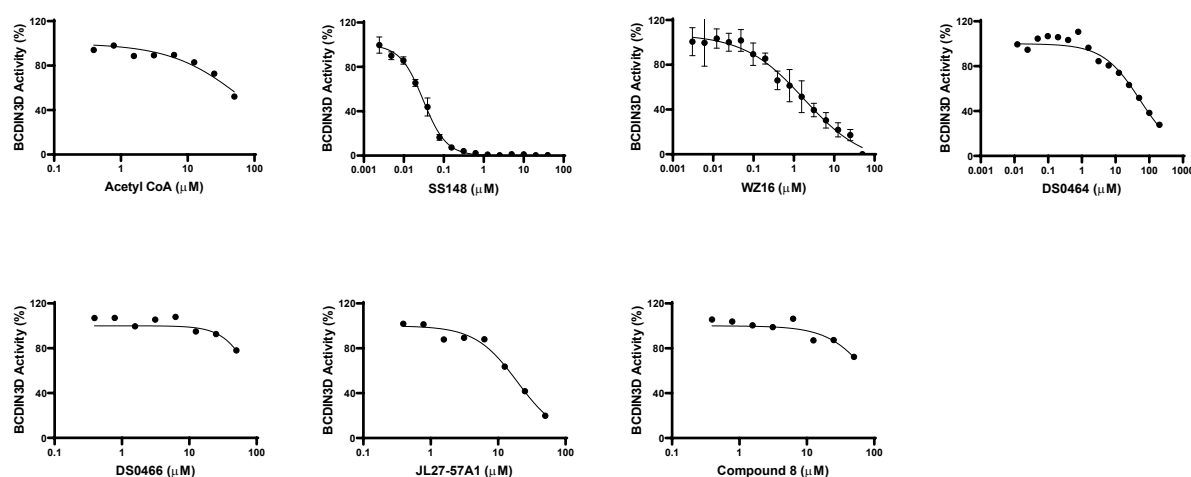 BCDIN3D Activity (%)
120
80
40
0
0.1 1 10 100
Acetyl CoA (μM)
BCDIN3D Activity (%)
120
80
40
0
0.001 0.01 0.1 1 10 100
SS148 (μM)
BCDIN3D Activity (%)
120
80
40
0
0.001 0.01 0.1 1 10 100
WZ16 (μM)
BCDIN3D Activity (%)
120
80
40
0
0.001 0.01 0.1 1 10 100 1000
DS0464 (μM)
BCDIN3D Activity (%)
120
80
40
0
0.1 1 10 100
DS0466 (μM)
BCDIN3D Activity (%)
120
80
40
0
0.1 1 10 100
JL27-57A1 (μM)
BCDIN3D Activity (%)
120
80
40
0
0.1 1 10 100
Compound 8 (μM)